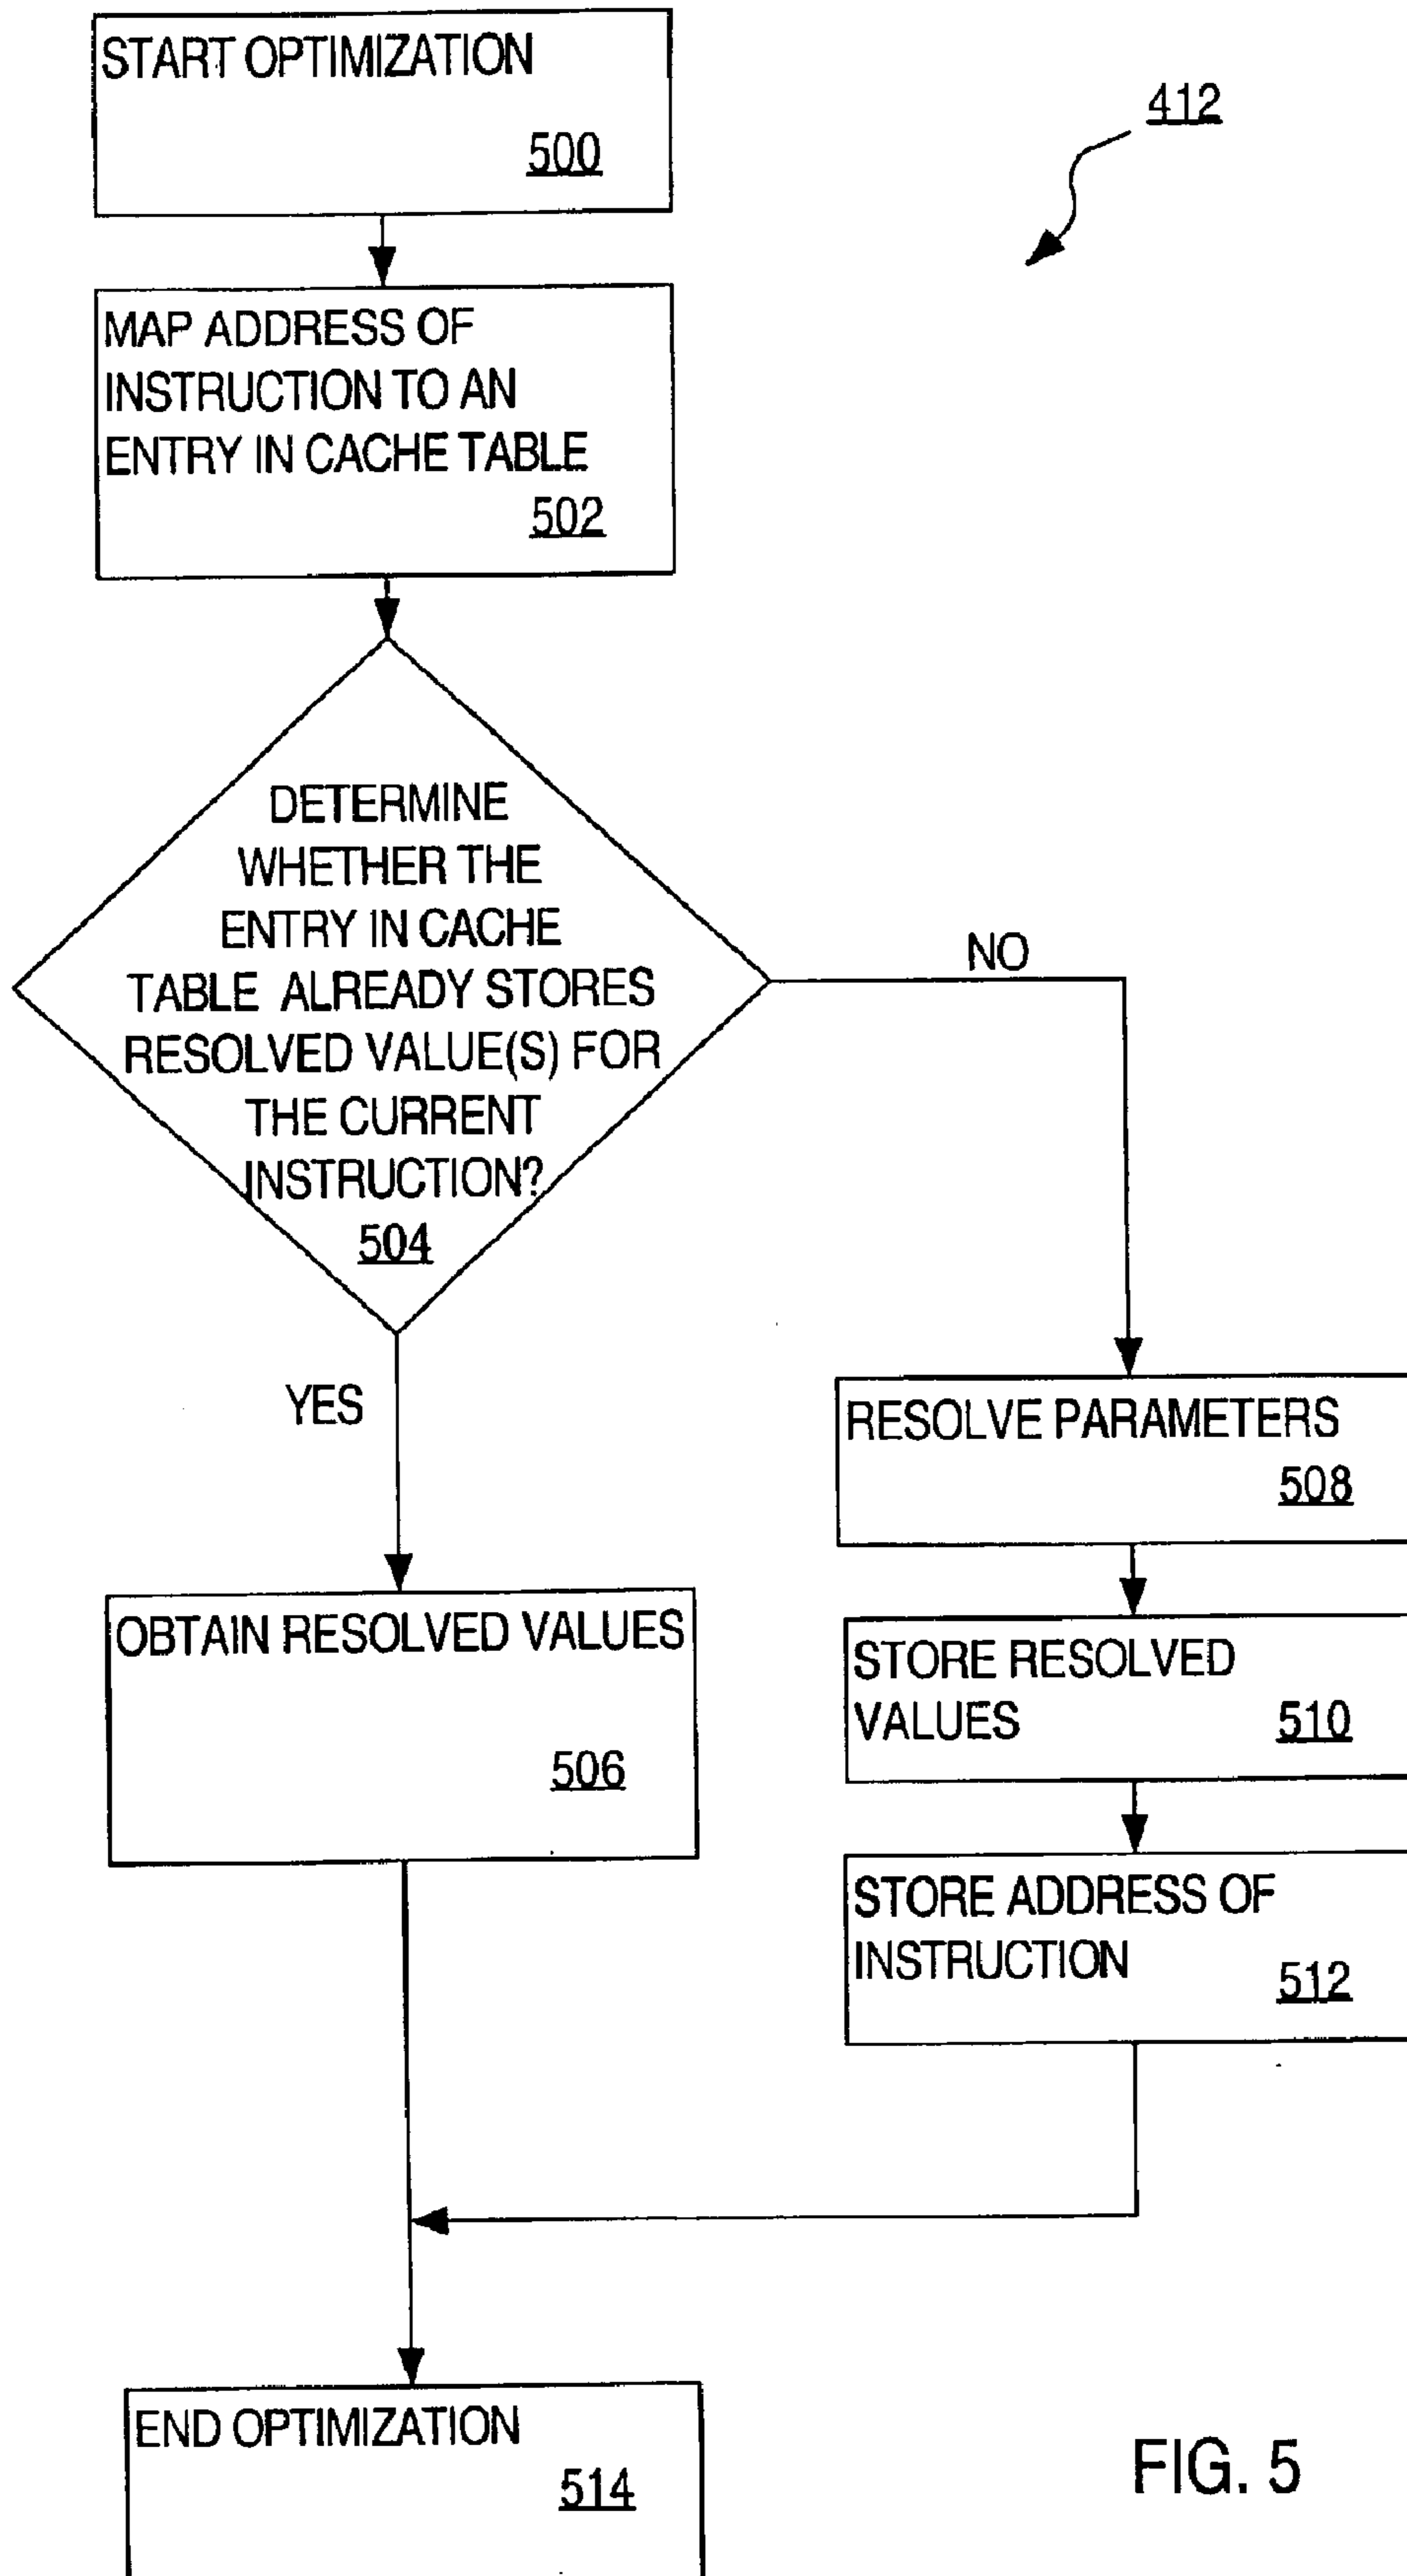 START OPTIMIZATION
500
412
MAP ADDRESS OF
INSTRUCTION TO AN
ENTRY IN CACHE TABLE
502
DETERMINE
WHETHER THE
ENTRY IN CACHE
TABLE ALREADY STORES
RESOLVED VALUE(S) FOR
THE CURRENT
INSTRUCTION?
504
NO
YES
RESOLVE PARAMETERS
508
OBTAIN RESOLVED VALUES
506
STORE RESOLVED
VALUES
510
STORE ADDRESS OF
INSTRUCTION
512
END OPTIMIZATION
514
FIG. 5